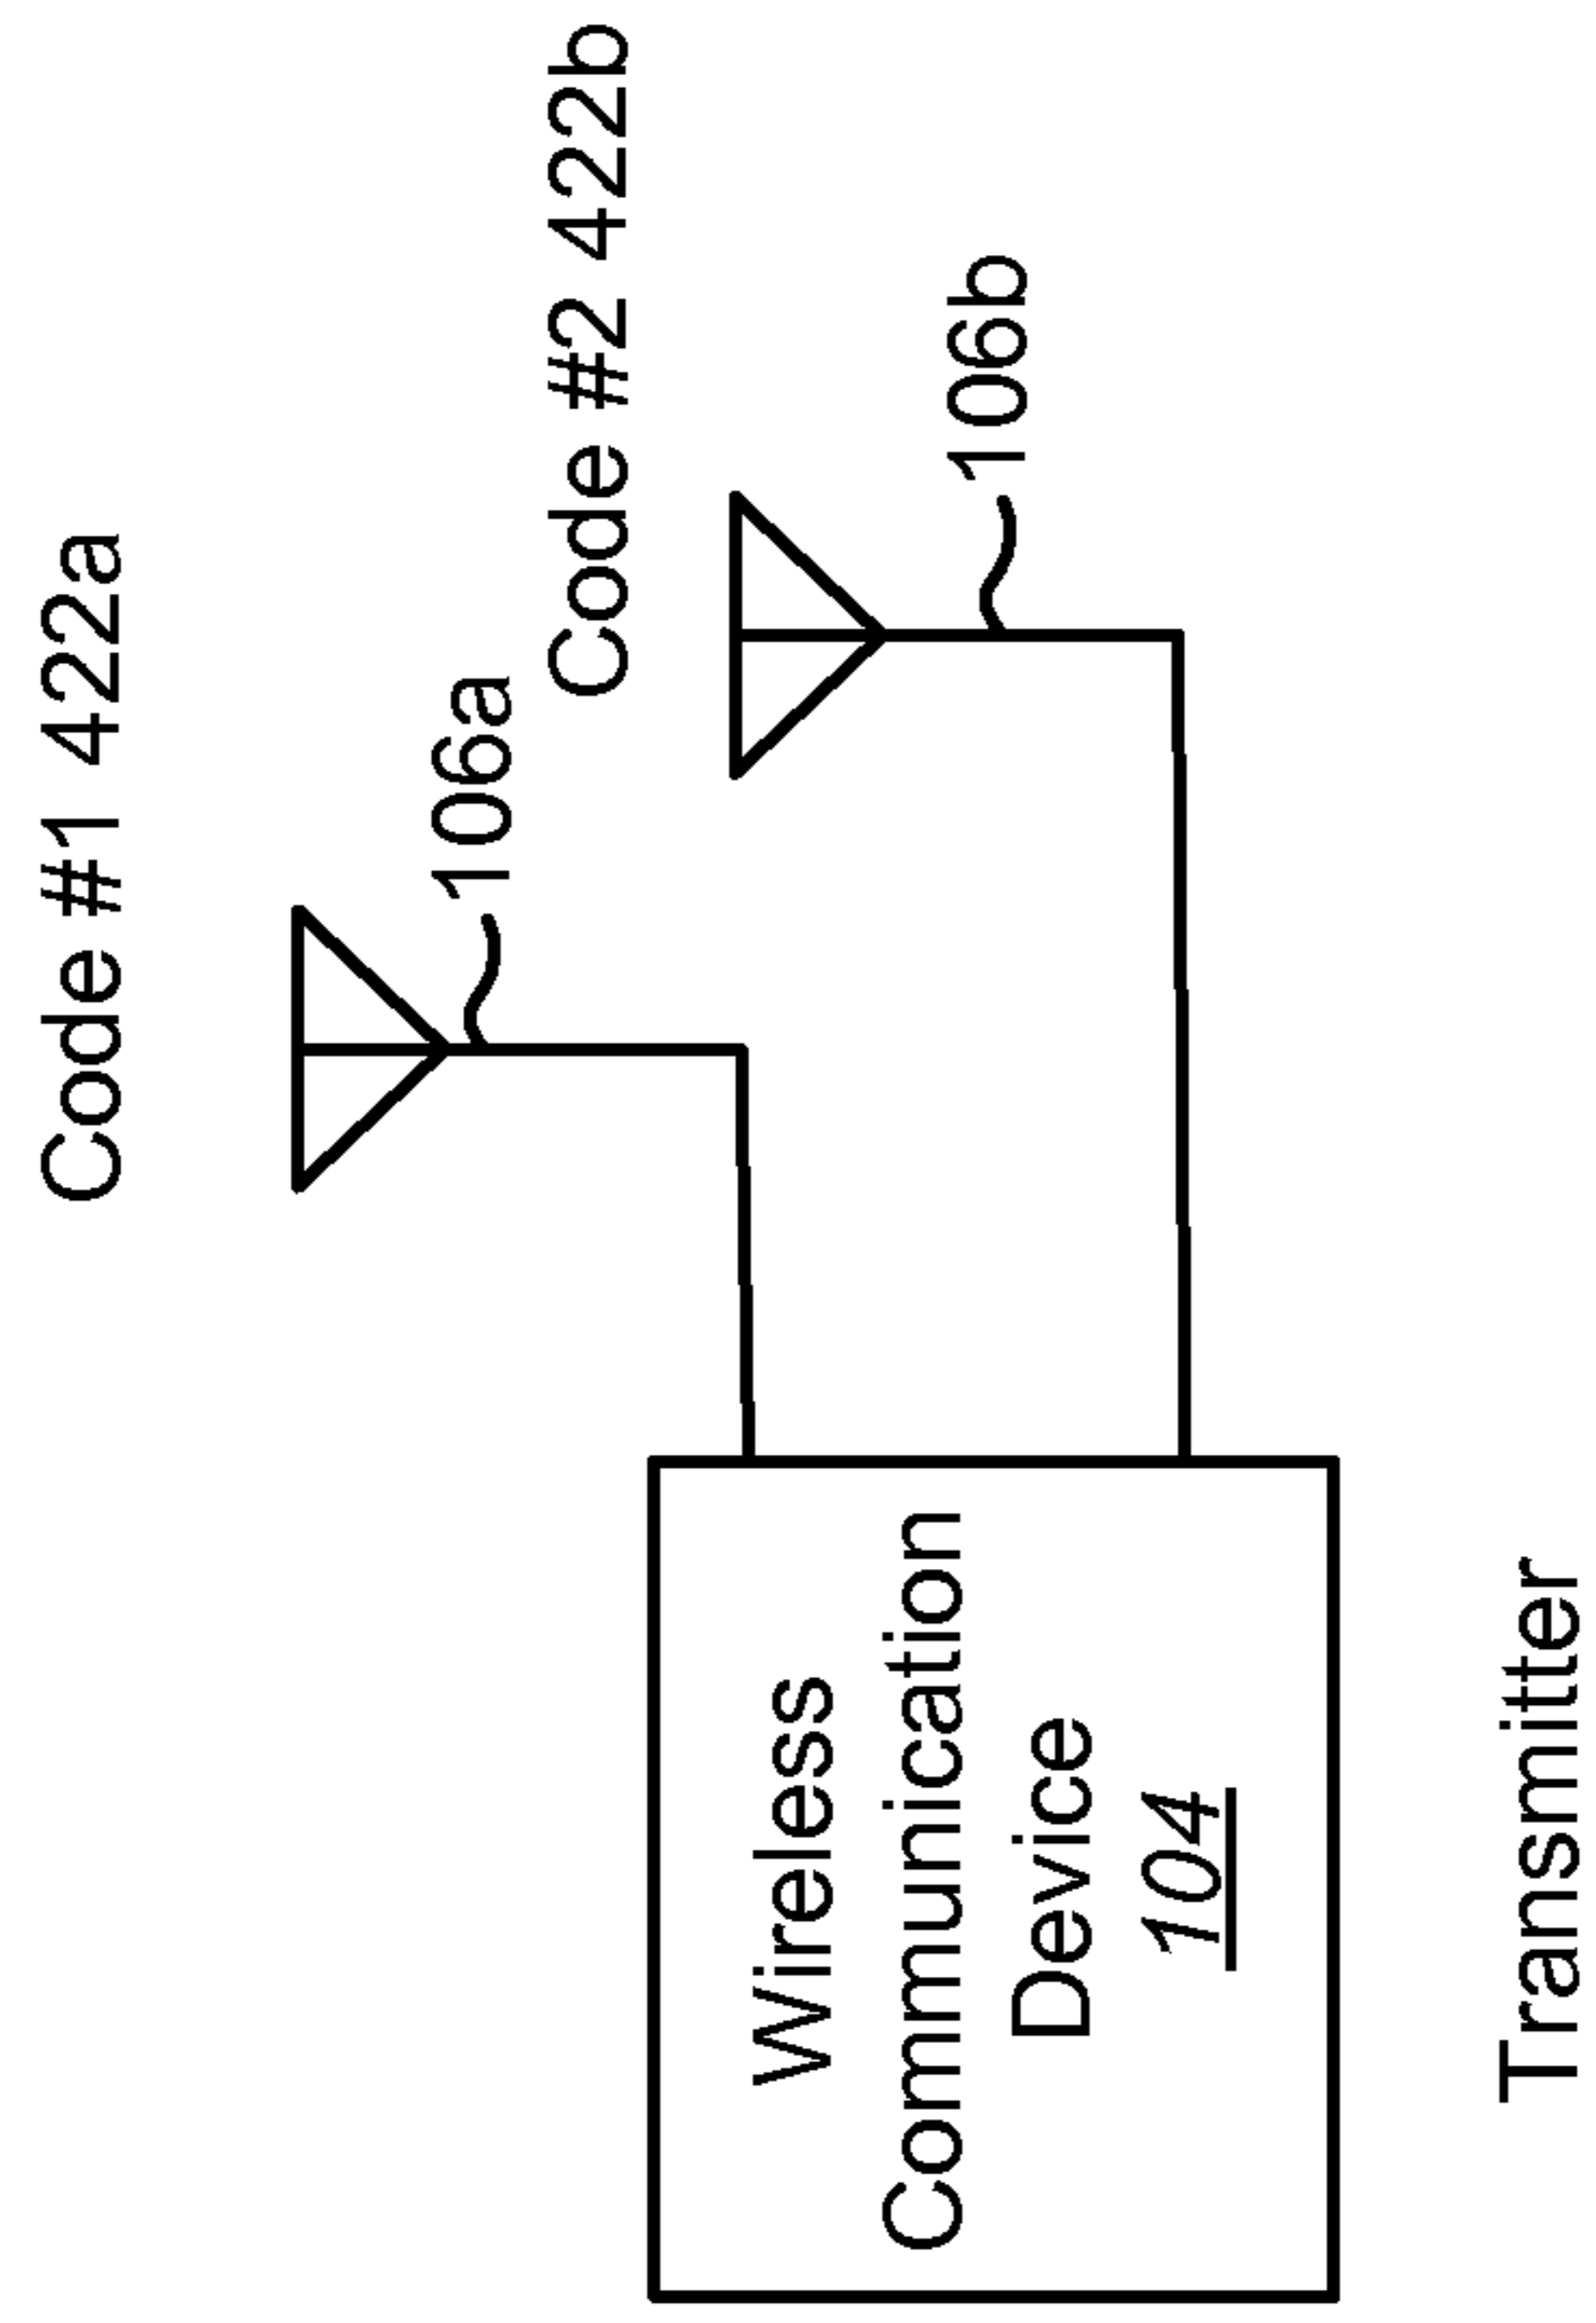 Code #1 422a
106a
Code #2 422b
106b
Wireless
Communication
Device
104
Transmitter